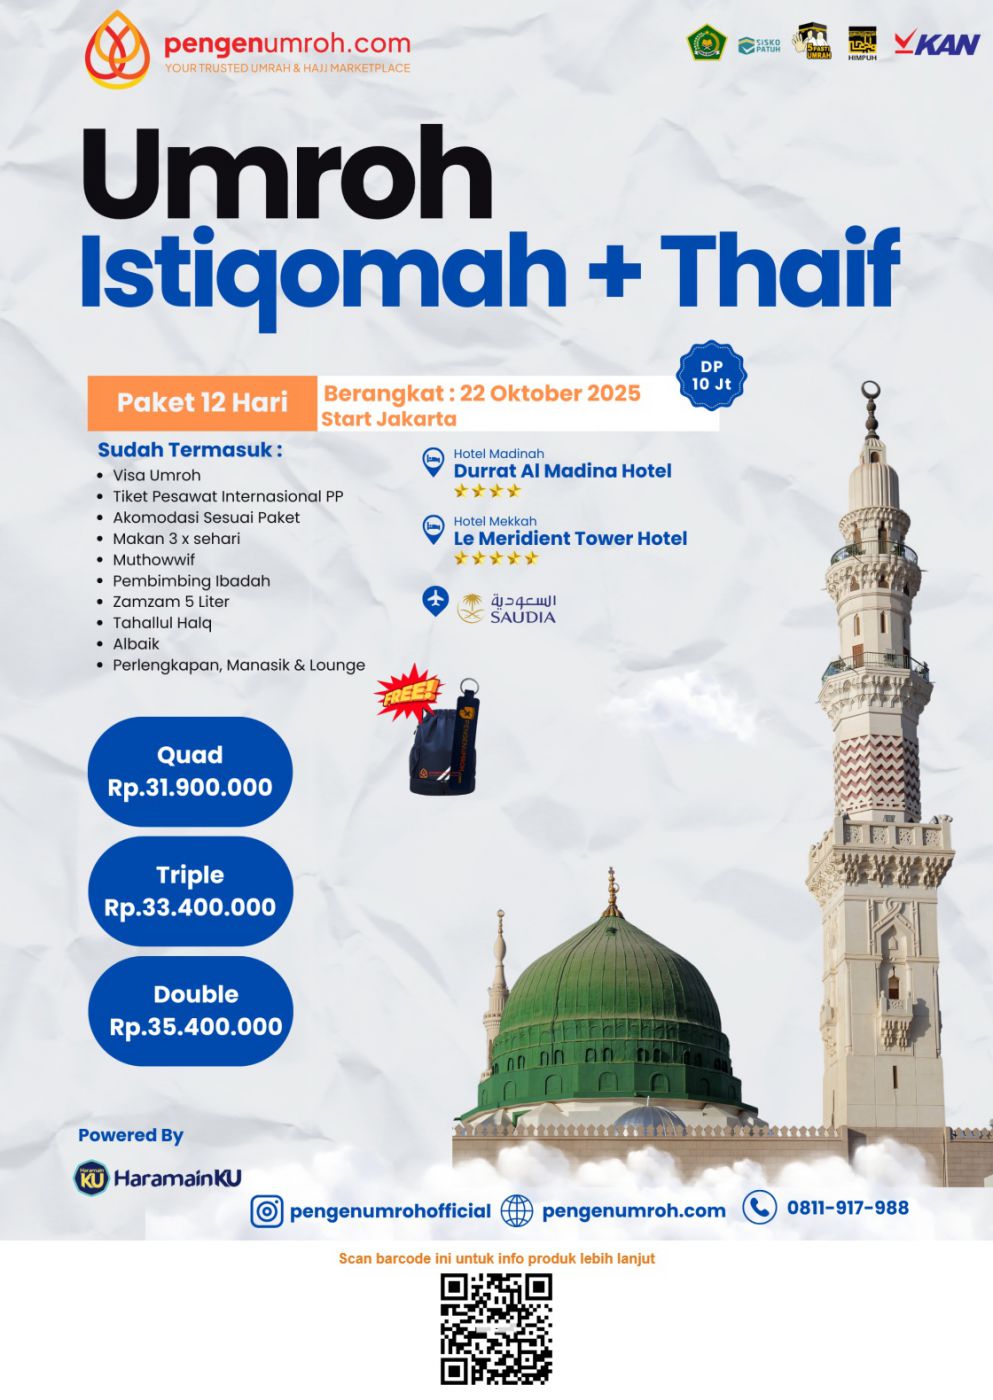 pengenumroh.com
YOUR TRUSTED UMRAH & HAJJ MARKETPLACE
SISKO
PATUH
5 PASTI
UMRAH
HIMPUH
KAN
Umroh
Istiqomah + Thaif
DP
10 Jt
Paket 12 Hari
Berangkat : 22 Oktober 2025
Start Jakarta
Sudah Termasuk :
• Visa Umroh
• Tiket Pesawat Internasional PP
• Akomodasi Sesuai Paket
• Makan 3 x sehari
• Muthowwif
• Pembimbing Ibadah
• Zamzam 5 Liter
• Tahallul Halq
• Albaik
• Perlengkapan, Manasik & Lounge
Hotel Madinah
Durrat Al Madina Hotel
Hotel Mekkah
Le Meridient Tower Hotel
السعودية
SAUDIA
FREE!
PENGENUMROH.COM
Quad
Rp.31.900.000
Triple
Rp.33.400.000
Double
Rp.35.400.000
Powered By
Haramain
KU
HaramainKU
pengenumrohofficial
pengenumroh.com
0811-917-988
Scan barcode ini untuk info produk lebih lanjut